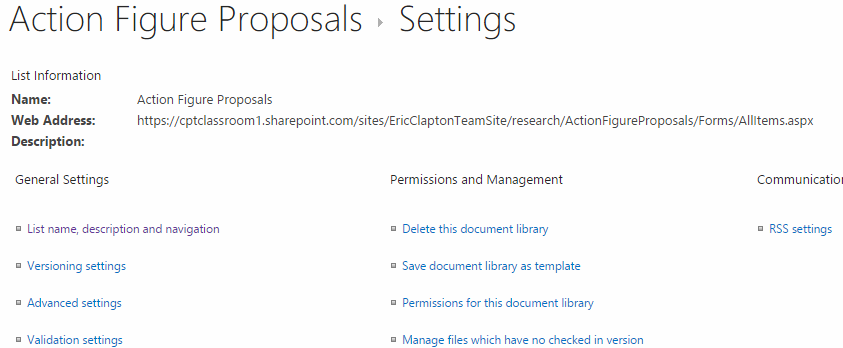 Action Figure Proposals ▸ Settings
List Information
Name: Action Figure Proposals
Web Address: https://cptclassroom1.sharepoint.com/sites/EricClaptonTeamSite/research/ActionFigureProposals/Forms/AllItems.aspx
Description:
General Settings Permissions and Management Communication
List name, description and navigation Delete this document library RSS settings
Versioning settings Save document library as template
Advanced settings Permissions for this document library
Validation settings Manage files which have no checked in version